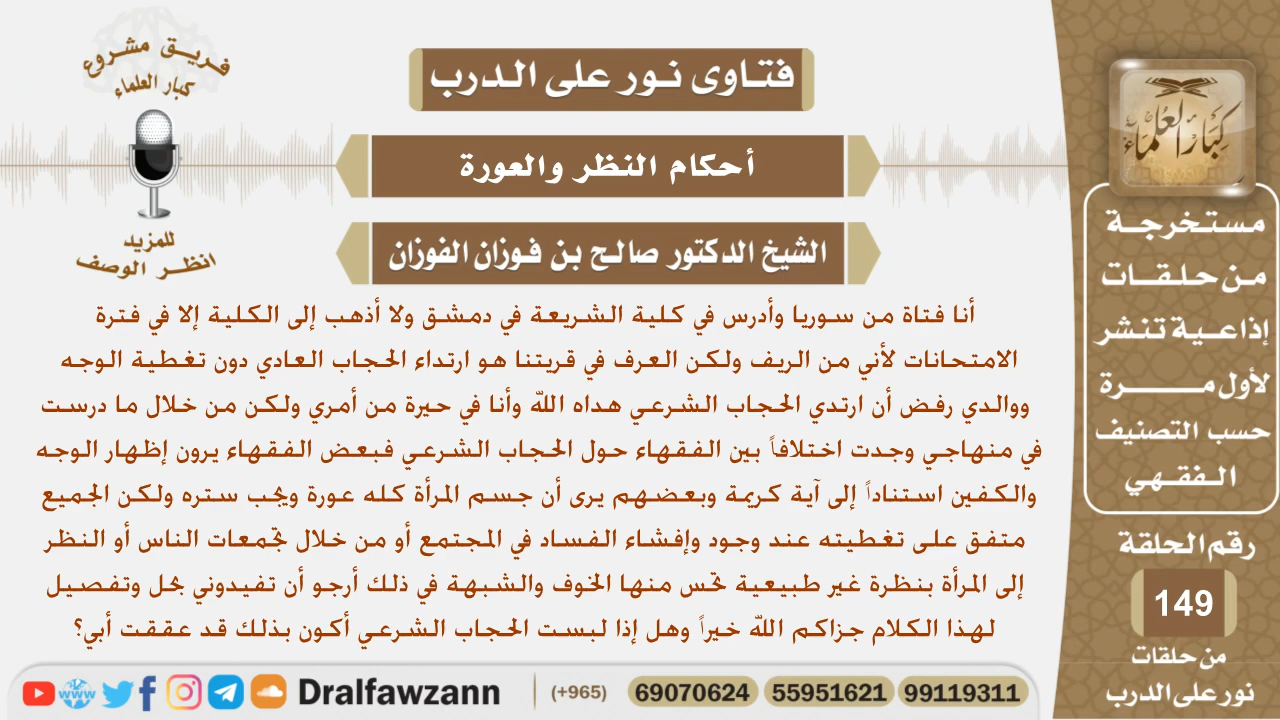 فريق مشروع
كبار العلماء
للمزيد
انظر الوصف
فتاوى نور على الدرب
أحكام النظر والعورة
الشيخ الدكتور صالح بن فوزان الفوزان
أنا فتاة من سوريا وأدرس في كلية الشريعة في دمشق ولا أذهب إلى الكلية إلا في فترة
الامتحانات لأني من الريف ولكن العرف في قريتنا هو ارتداء الحجاب العادي دون تغطية الوجه
ووالدي رفض أن ارتدي الحجاب الشرعي هداه الله وأنا في حيرة من أمري ولكن من خلال ما درست
في منهاجي وجدت اختلافاً بين الفقهاء حول الحجاب الشرعي فبعض الفقهاء يرون إظهار الوجه
والكفين استناداً إلى آية كريمة وبعضهم يرى أن جسم المرأة كله عورة ويجب ستره ولكن الجميع
متفق على تغطيته عند وجود وإفشاء الفساد في المجتمع أو من خلال تجمعات الناس أو النظر
إلى المرأة بنظرة غير طبيعية تحس منها الخوف والشبهة في ذلك أرجو أن تفيدوني بحل وتفصيل
لهذا الكلام جزاكم الله خيراً وهل إذا لبست الحجاب الشرعي أكون بذلك قد عققت أبي؟
كبار العلماء
مستخرجة
من حلقات
إذاعية تنشر
لأول مرة
حسب التصنيف
الفقهي
رقم الحلقة
149
من حلقات
نور على الدرب
www
Dralfawzann
(+965)
69070624
55951621
99119311